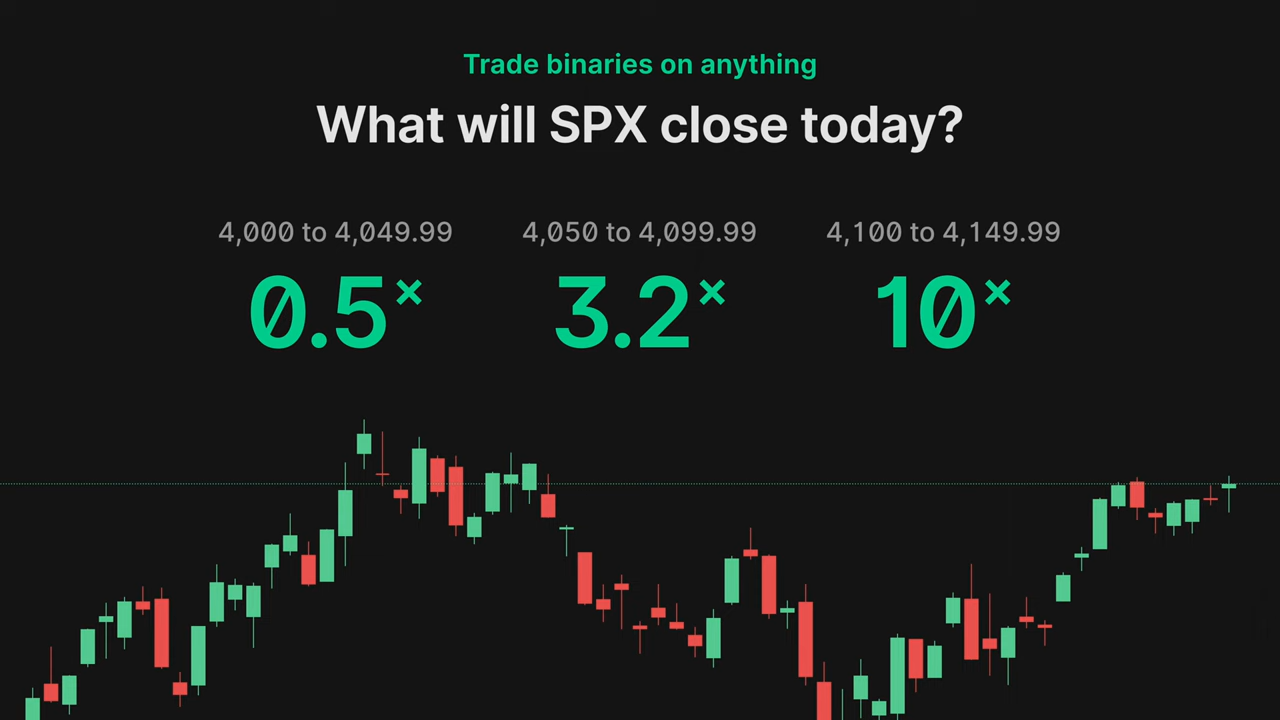 Trade binaries on anything
What will SPX close today?
4,000 to 4,049.99
4,050 to 4,099.99
4,100 to 4,149.99
0.5×
3.2×
10×